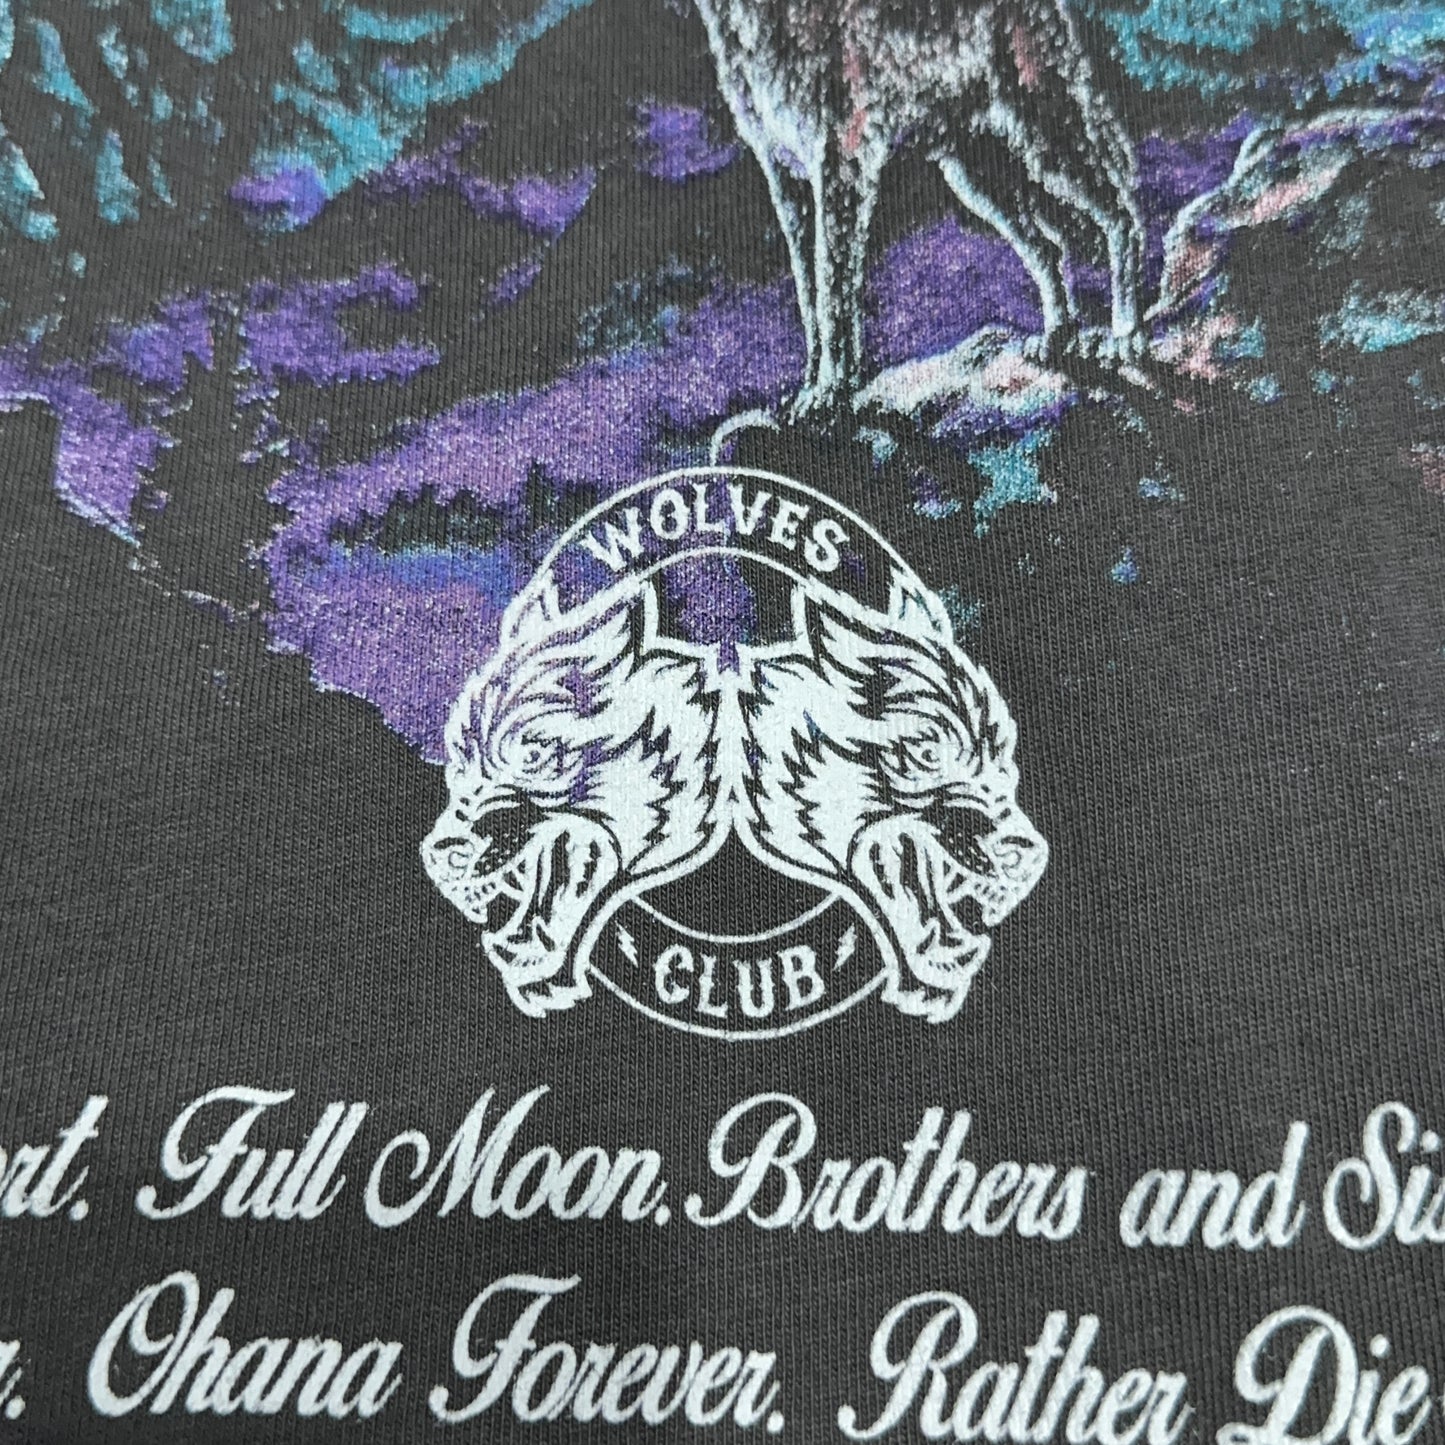 WOLVES
CLUB
Full Moon. Brothers and
Ohana Forever. Rather Die